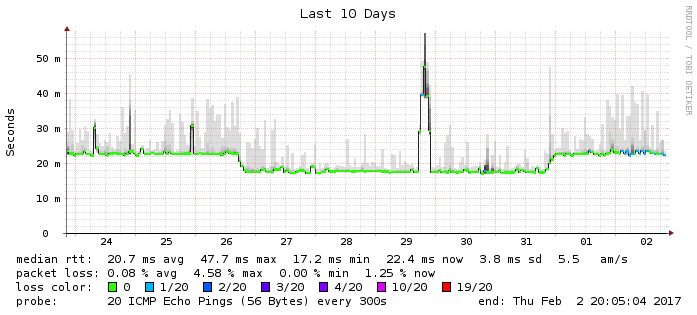 Last 10 Days
RRDTOOL / TOBI OETIKER
Seconds
50 m
40 m
30 m
20 m
10 m
0
24 25 26 27 28 29 30 31 01 02
median rtt: 20.7 ms avg 47.7 ms max 17.2 ms min 22.4 ms now 3.8 ms sd 5.5 am/s
packet loss: 0.08 % avg 4.58 % max 0.00 % min 1.25 % now
loss color: 0 1/20 2/20 3/20 4/20 10/20 19/20
probe: 20 ICMP Echo Pings (56 Bytes) every 300s end: Thu Feb 2 20:05:04 2017